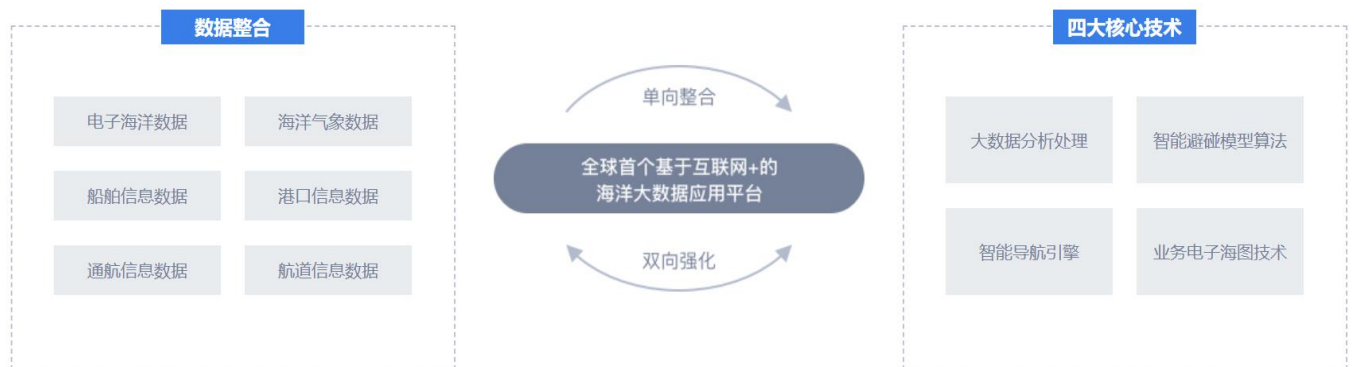 数据整合
电子海洋数据
海洋气象数据
船舶信息数据
港口信息数据
通航信息数据
航道信息数据
单向整合
全球首个基于互联网+的
海洋大数据应用平台
双向强化
四大核心技术
大数据分析处理
智能避碰模型算法
智能导航引擎
业务电子海图技术